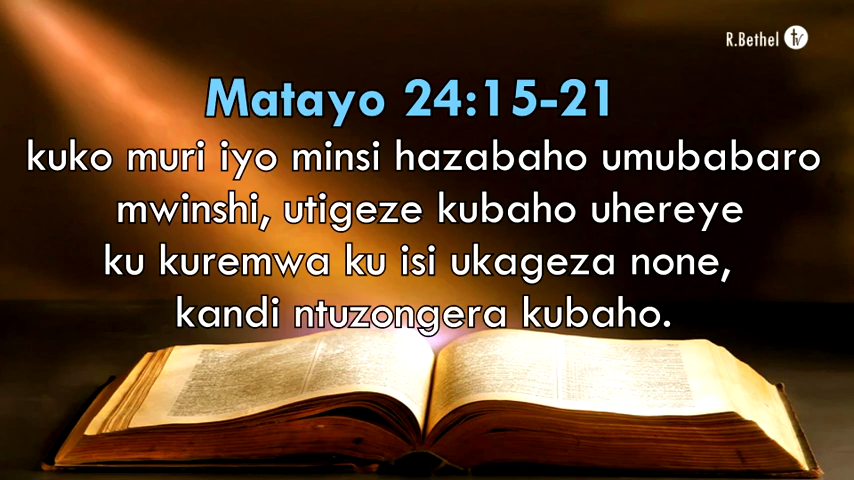 R.Bethel tv
Matayo 24:15-21
kuko muri iyo minsi hazabaho umubabaro
mwinshi, utigeze kubaho uhereye
ku kuremwa ku isi ukageza none,
kandi ntuzongera kubaho.